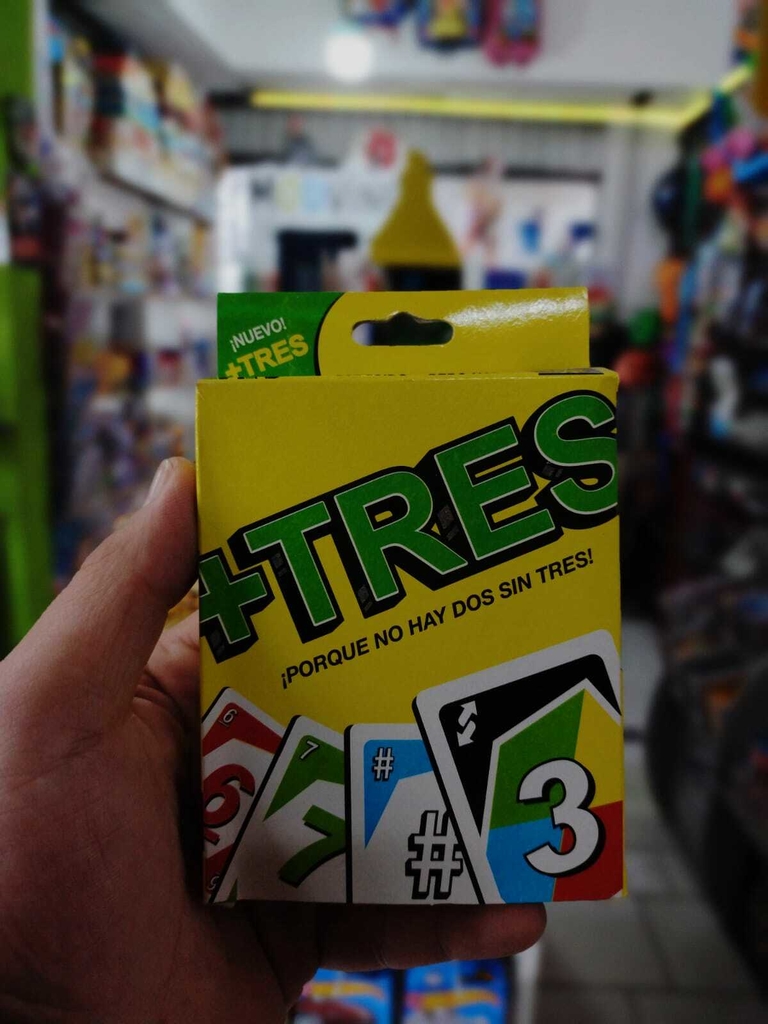 ¡NUEVO!
+TRES
+TRES
¡PORQUE NO HAY DOS SIN TRES!
6
6
7
7
#
#
3